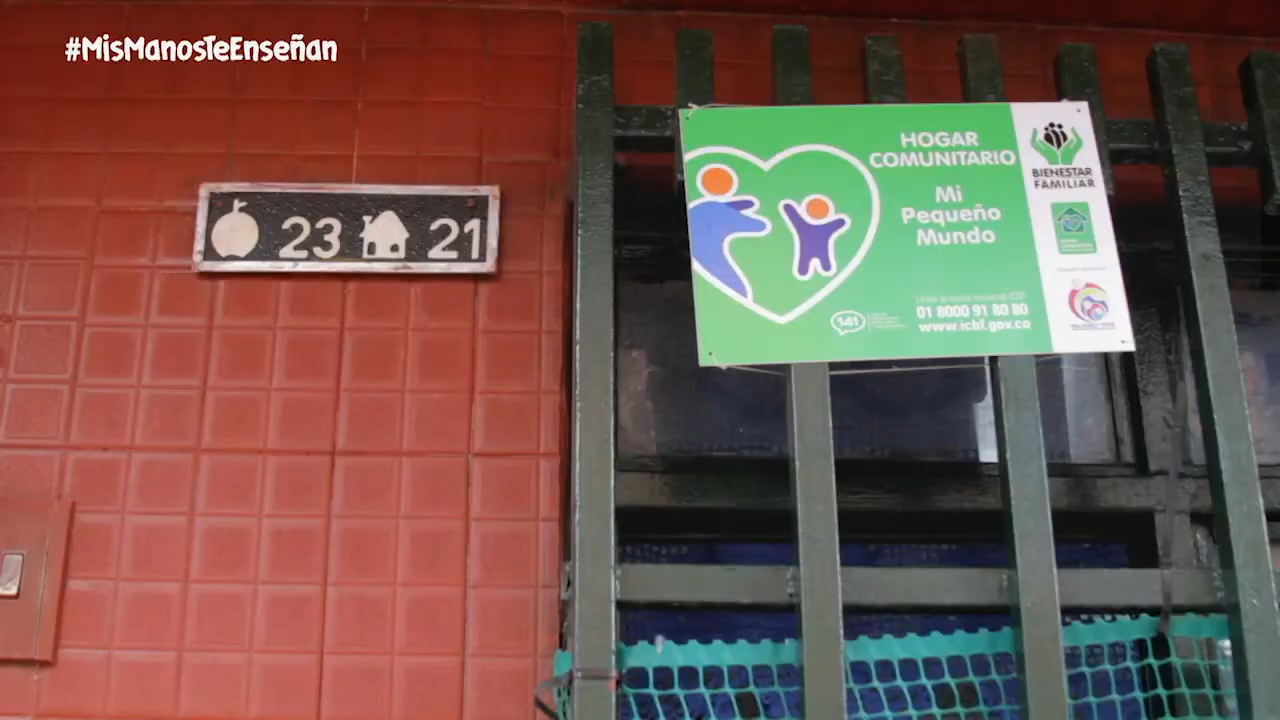 #MisManosTeEnseñan
23 21
HOGAR
COMUNITARIO
Mi
Pequeño
Mundo
141
01 8000 91 80 80
www.icbf.gov.co
BIENESTAR
FAMILIAR